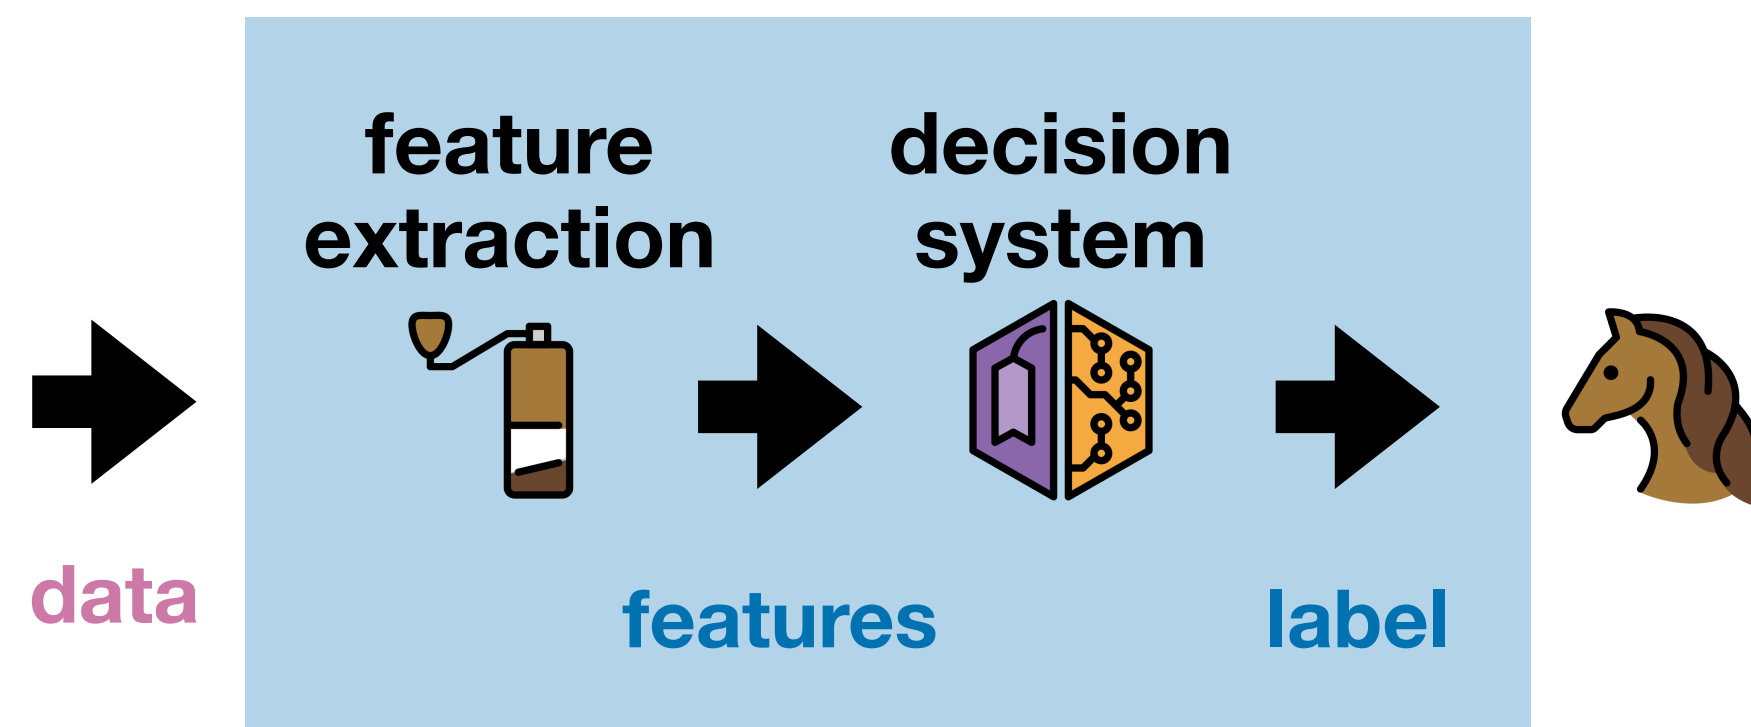 feature
extraction
decision
system
data
features
label